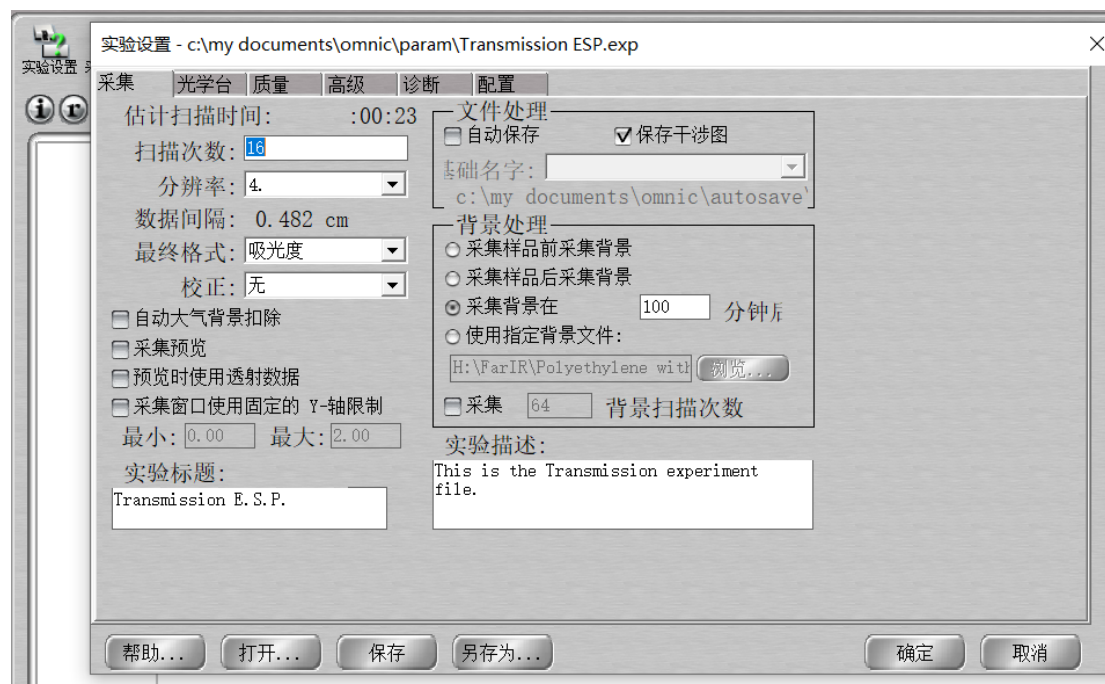 实验设置 - c:\my documents\omnic\param\Transmission ESP.exp
实验设置
采集 光学台 质量 高级 诊断 配置
估计扫描时间: :00:23
扫描次数: 16
分辨率: 4.
数据间隔: 0.482 cm
最终格式: 吸光度
校正: 无
自动大气背景扣除
采集预览
预览时使用透射数据
采集窗口使用固定的 Y-轴限制
最小: 0.00 最大: 2.00
实验标题:
Transmission E.S.P.
文件处理
自动保存 保存干涉图
基础名字:
c:\my documents\omnic\autosave
背景处理
采集样品前采集背景
采集样品后采集背景
采集背景在 100 分钟后
使用指定背景文件:
H:\FarIR\Polyethylene with 浏览...
采集 64 背景扫描次数
实验描述:
This is the Transmission experiment
file.
帮助... 打开... 保存 另存为... 确定 取消